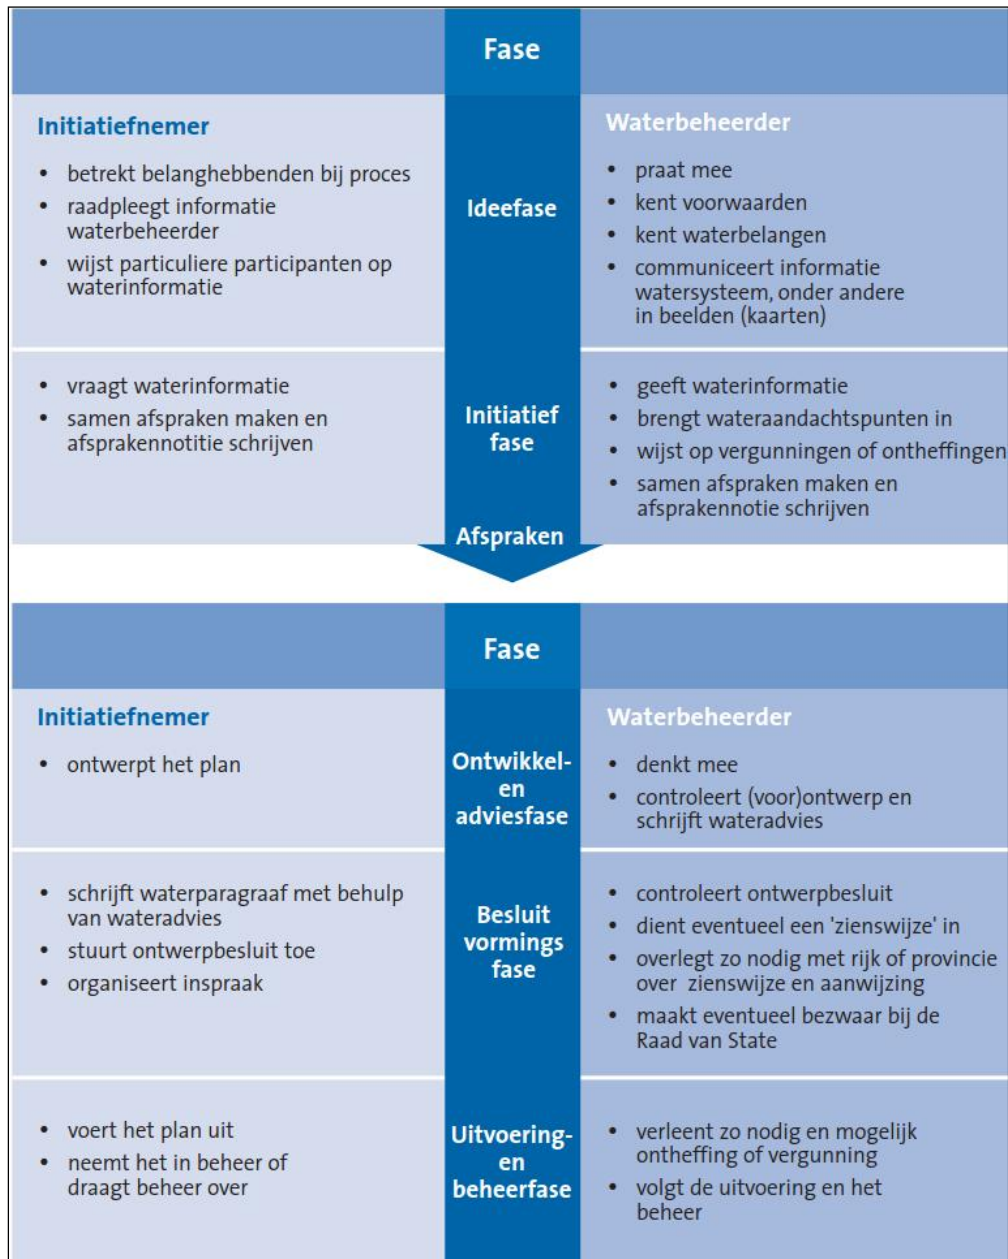 Fase
Initiatiefnemer
• betrekt belanghebbenden bij proces
• raadpleegt informatie
waterbeheerder
• wijst particuliere participanten op
waterinformatie
Ideefase
Waterbeheerder
• praat mee
• kent voorwaarden
• kent waterbelangen
• communiceert informatie
watersysteem, onder andere
in beelden (kaarten)
• vraagt waterinformatie
• samen afspraken maken en
afsprakennotitie schrijven
Initiatief
fase
Afspraken
• geeft waterinformatie
• brengt wateraandachtspunten in
• wijst op vergunningen of ontheffingen
• samen afspraken maken en
afsprakennotie schrijven
Fase
Initiatiefnemer
• ontwerpt het plan
Ontwikkel-
en
adviesfase
Waterbeheerder
• denkt mee
• controleert (voor)ontwerp en
schrijft wateradvies
• schrijft waterparagraaf met behulp
van wateradvies
• stuurt ontwerpbesluit toe
• organiseert inspraak
Besluit
vormings
fase
• controleert ontwerpbesluit
• dient eventueel een 'zienswijze' in
• overlegt zo nodig met rijk of provincie
over zienswijze en aanwijzing
• maakt eventueel bezwaar bij de
Raad van State
• voert het plan uit
• neemt het in beheer of
draagt beheer over
Uitvoering-
en
beheerfase
• verleent zo nodig en mogelijk
ontheffing of vergunning
• volgt de uitvoering en het
beheer